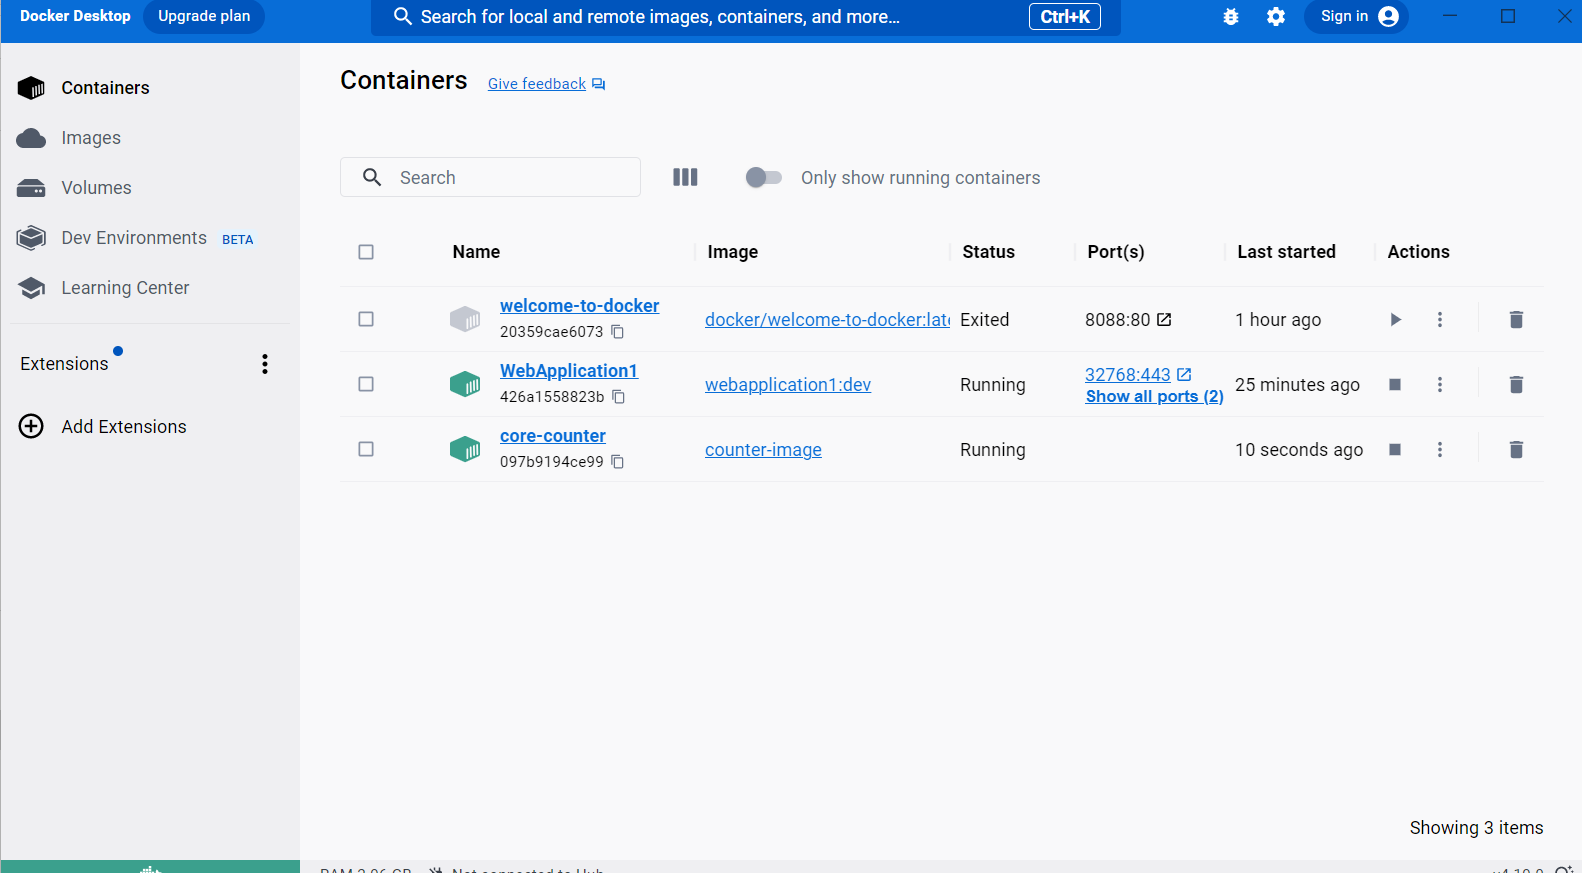 Docker Desktop Upgrade plan Search for local and remote images, containers, and more... Ctrl+K Sign in
Containers
Images
Volumes
Dev Environments BETA
Learning Center
Extensions
Add Extensions
Containers Give feedback
Search Only show running containers
Name Image Status Port(s) Last started Actions
welcome-to-docker
20359cae6073
docker/welcome-to-docker:late Exited 8088:80 1 hour ago
WebApplication1
426a1558823b
webapplication1:dev Running
32768:443
Show all ports (2)
25 minutes ago
core-counter
097b9194ce99
counter-image Running 10 seconds ago
Showing 3 items
RAM 2.96 GB Not connected to Hub